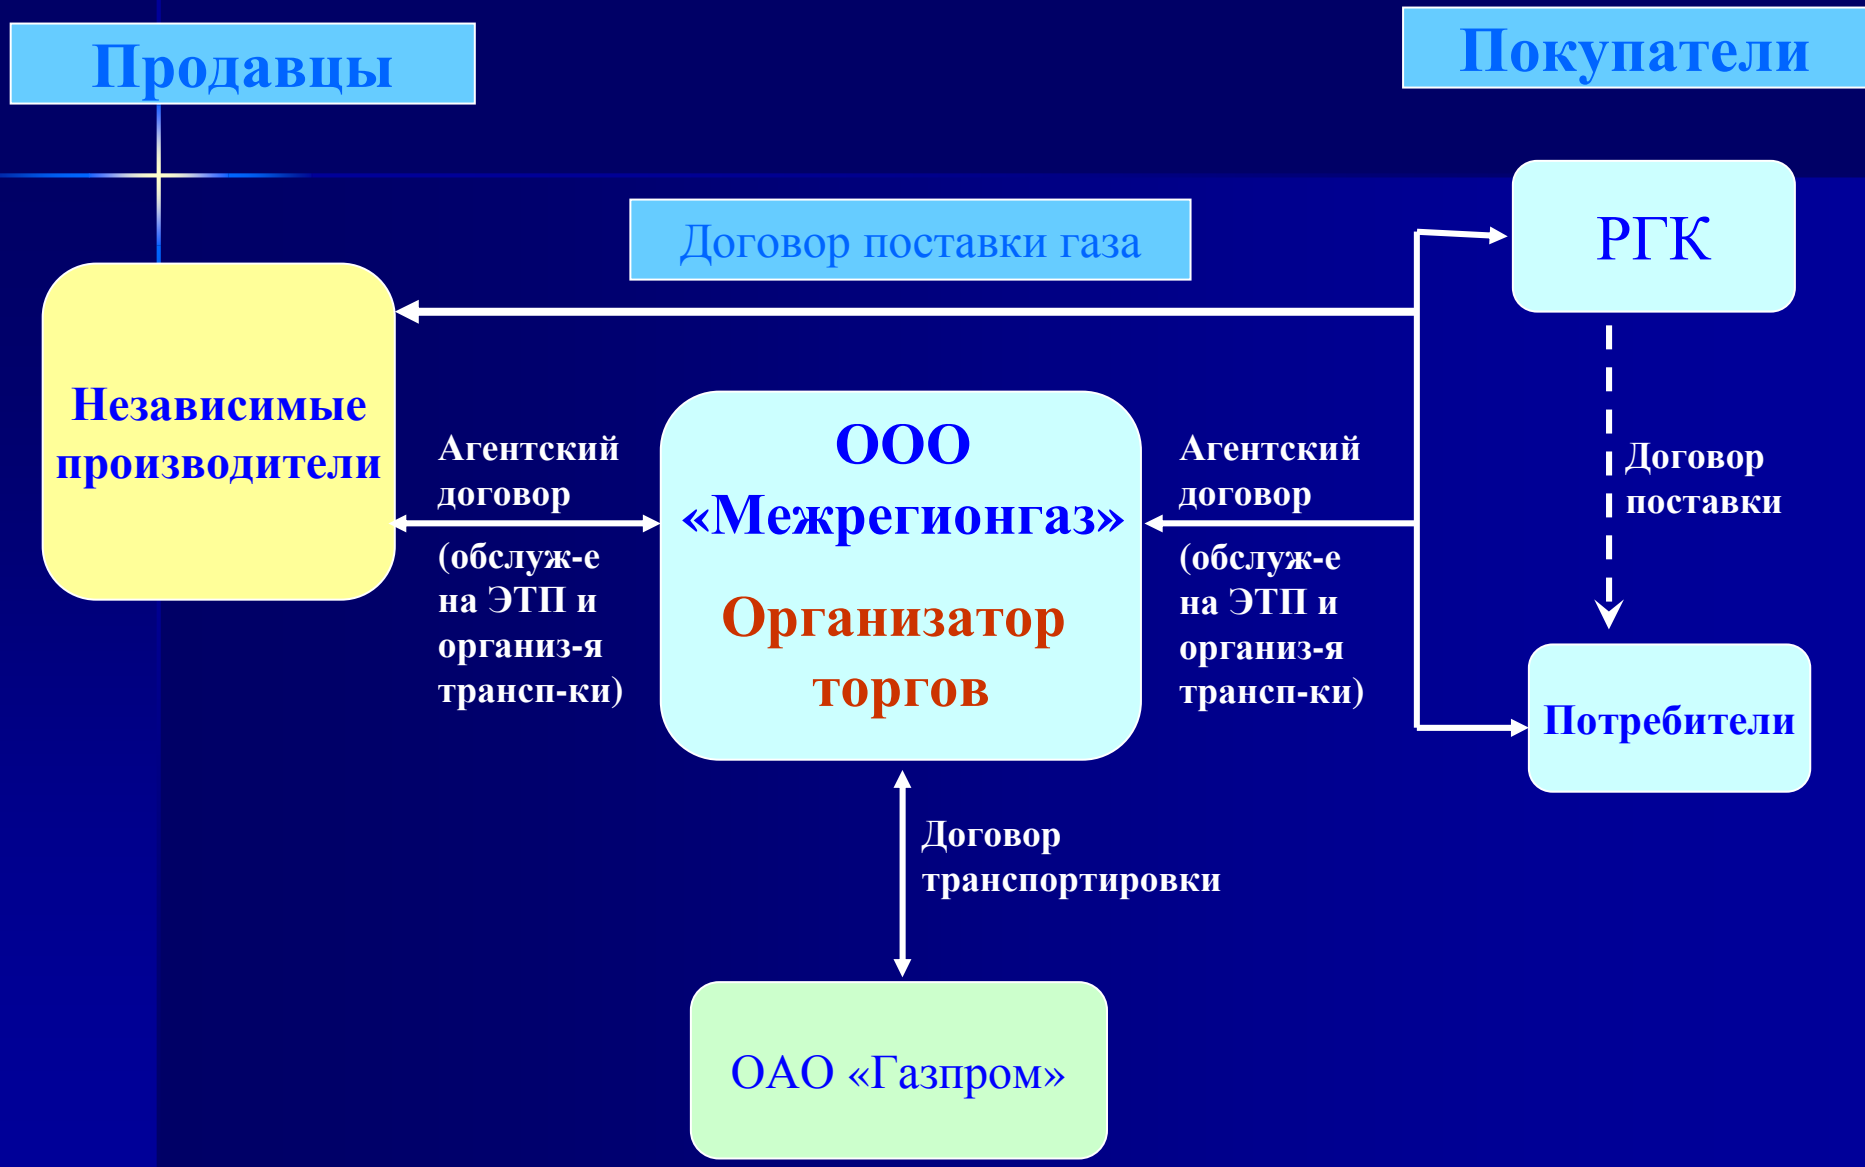 Продавцы
Покупатели
Договор поставки газа
РГК
Независимые
производители
Агентский
договор
(обслуж-е
на ЭТП и
организ-я
трансп-ки)
ООО
«Межрегионгаз»
Организатор
торгов
Агентский
договор
(обслуж-е
на ЭТП и
организ-я
трансп-ки)
Договор
поставки
Потребители
Договор
транспортировки
ОАО «Газпром»